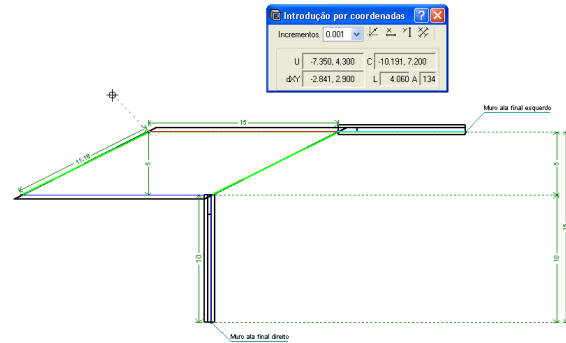 Introdução por coordenadas
Incrementos 0.001
U -7.350, 4.300 C -10.191, 7.200
dXY -2.841, 2.900 L 4.060 A 134
Muro ala final esquerdo
15
11.18
5
5
15
10
10
Muro ala final direito